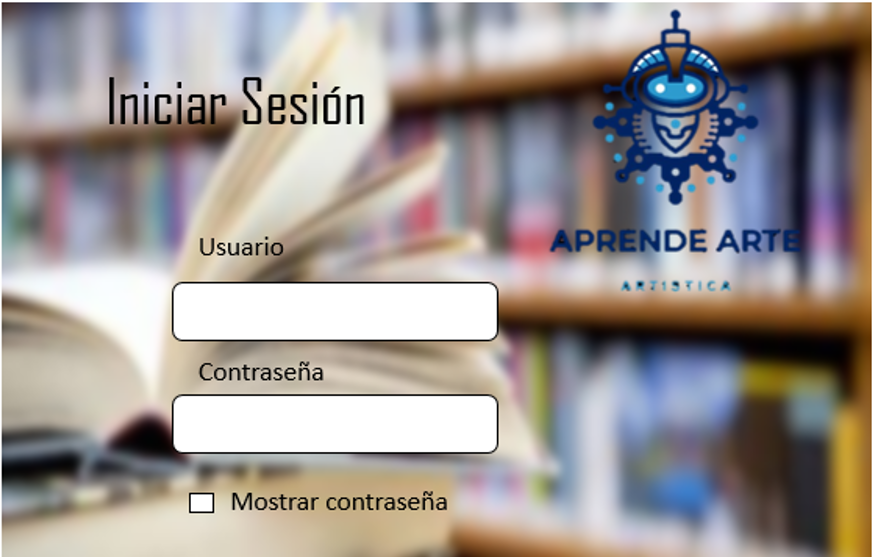 Iniciar Sesión
APRENDE ARTE
ARTISTICA
Usuario
Contraseña
Mostrar contraseña